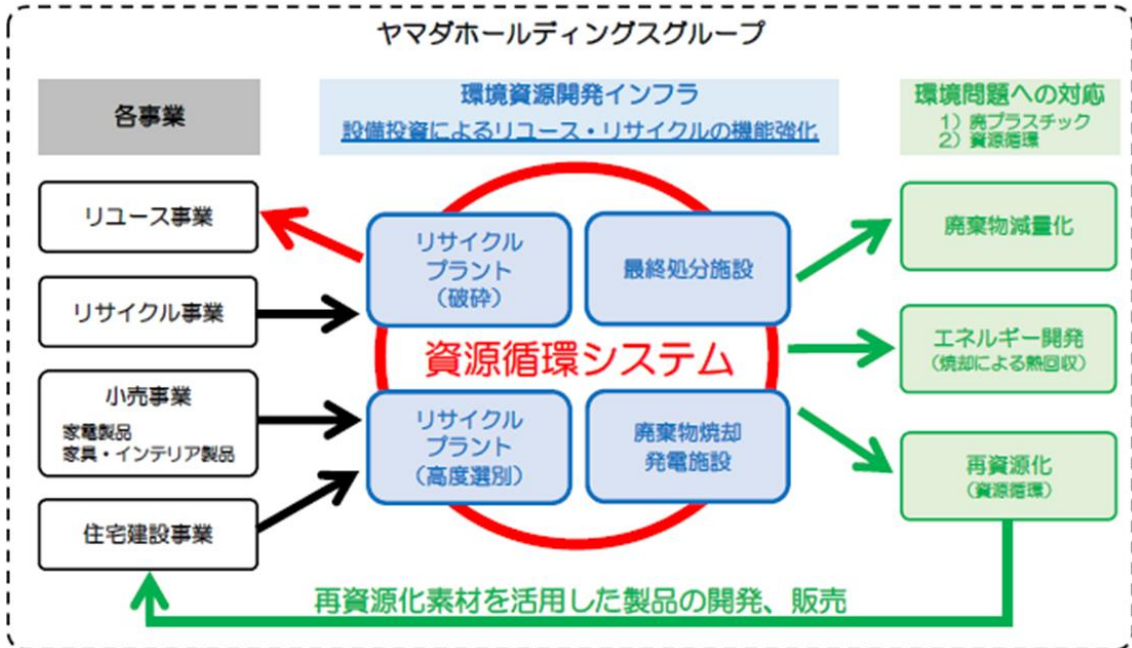 ヤマダホールディングスグループ
各事業
リユース事業
リサイクル事業
小売事業
家電製品
家具・インテリア製品
住宅建設事業
環境資源開発インフラ
設備投資によるリユース・リサイクルの機能強化
リサイクル
プラント
(破砕)
最終処分施設
資源循環システム
リサイクル
プラント
(高度選別)
廃棄物焼却
発電施設
環境問題への対応
1)廃プラスチック
2)資源循環
廃棄物減量化
エネルギー開発
(焼却による熱回収)
再資源化
(資源循環)
再資源化素材を活用した製品の開発、販売